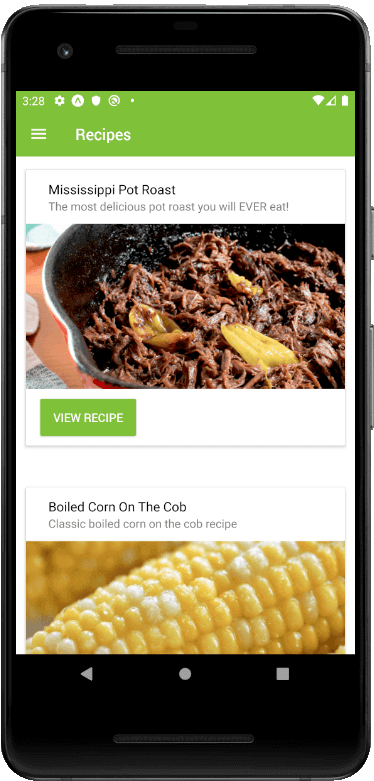 3:28
Recipes
Mississippi Pot Roast
The most delicious pot roast you will EVER eat!
VIEW RECIPE
Boiled Corn On The Cob
Classic boiled corn on the cob recipe